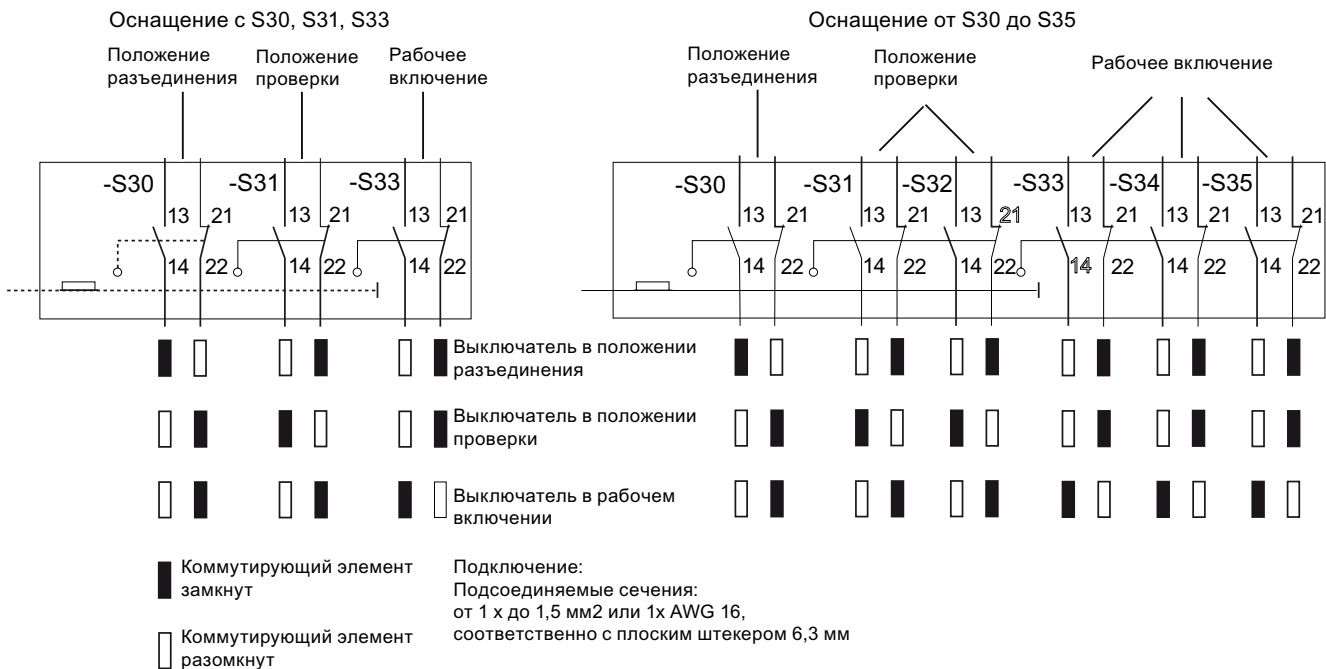 Оснащение с S30, S31, S33
Положение
разъединения
Положение
проверки
Рабочее
включение
-S30
-S31
-S33
13
21
13
21
13
21
14
22
14
22
14
22
Оснащение от S30 до S35
Положение
разъединения
Положение
проверки
Рабочее включение
-S30
-S31
-S32
-S33
-S34
-S35
13
21
13
21
13
21
13
21
13
21
13
21
14
22
14
22
14
22
14
22
14
22
14
22
Выключатель в положении
разъединения
Выключатель в положении
проверки
Выключатель в рабочем
включении
Коммутирующий элемент
замкнут
Коммутирующий элемент
разомкнут
Подключение:
Подсоединяемые сечения:
от 1 x до 1,5 мм2 или 1x AWG 16,
соответственно с плоским штекером 6,3 мм